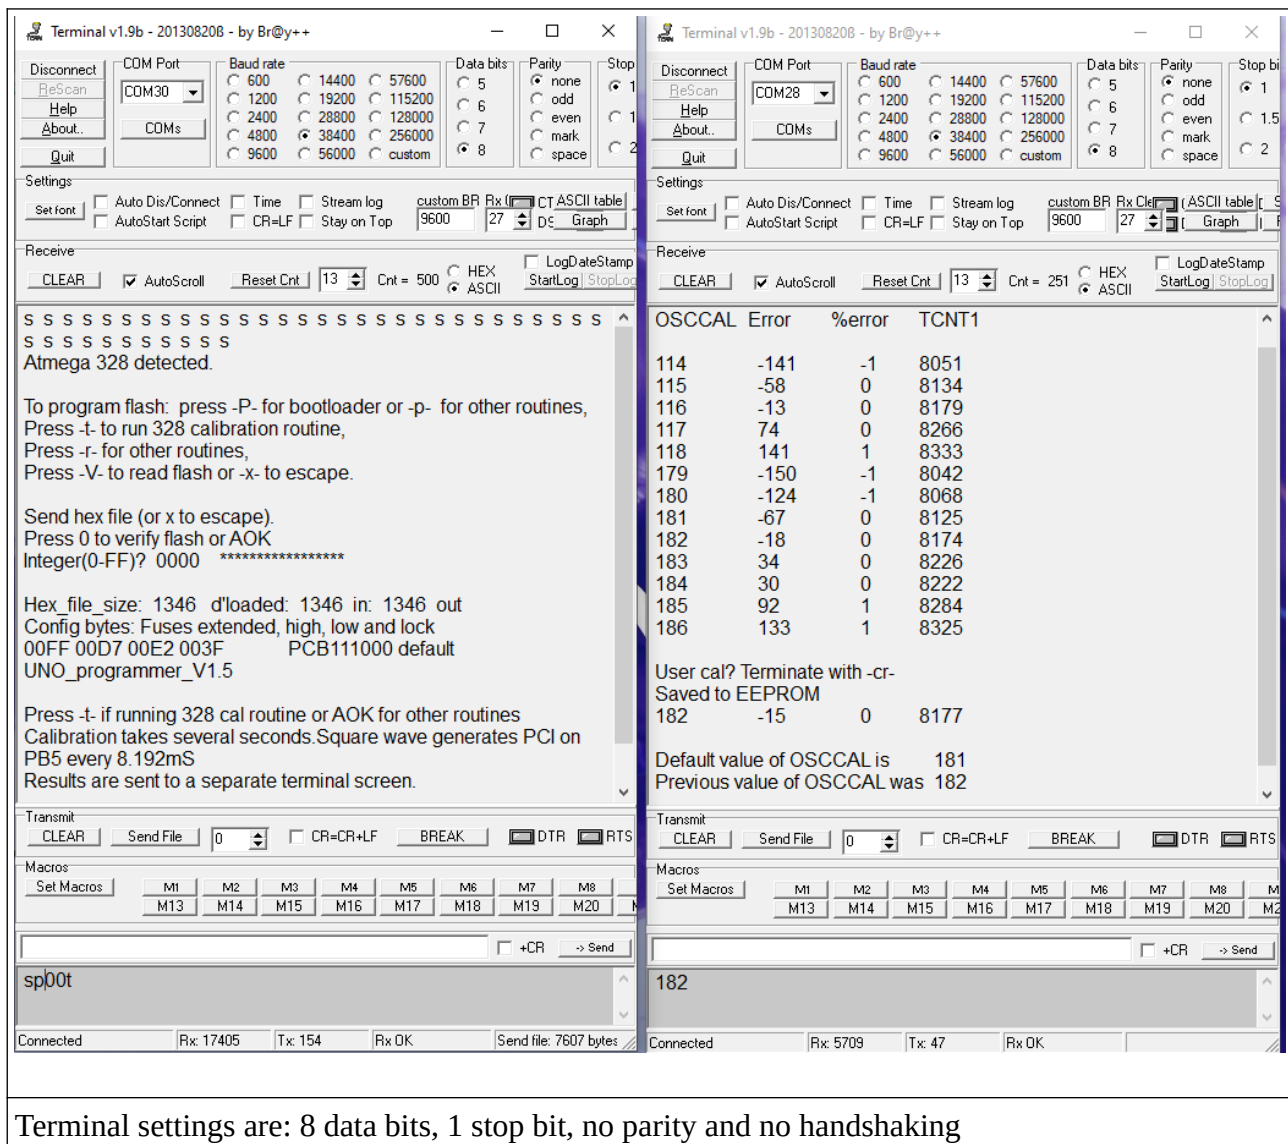 Terminal v1.9b - 20130820ß - by Br@y++
Disconnect
ReScan
Help
About..
Quit
COM Port
COM30
COMs
Baud rate
600 14400 57600
1200 19200 115200
2400 28800 128000
4800 38400 256000
9600 56000 custom
Data bits
5
6
7
8
Parity
none
odd
even
mark
space
Stop
1
1
2
Settings
Set font
Auto Dis/Connect Time Stream log custom BR Rx ( CT ASCII table
AutoStart Script CR=LF Stay on Top 9600 27 DS Graph
Receive
CLEAR AutoScroll Reset Cnt 13 Cnt = 500 HEX ASCII LogDateStamp StartLog StopLog
S S S S S S S S S S S S S S S S S S S S S S S S S S S S S S
S S S S S S S S S S S
Atmega 328 detected.
To program flash: press -P- for bootloader or -p- for other routines,
Press -t- to run 328 calibration routine,
Press -r- for other routines,
Press -V- to read flash or -x- to escape.
Send hex file (or x to escape).
Press 0 to verify flash or AOK
Integer(0-FF)? 0000 *****************
Hex_file_size: 1346 d'loaded: 1346 in: 1346 out
Config bytes: Fuses extended, high, low and lock
00FF 00D7 00E2 003F PCB111000 default
UNO_programmer_V1.5
Press -t- if running 328 cal routine or AOK for other routines
Calibration takes several seconds.Square wave generates PCI on
PB5 every 8.192mS
Results are sent to a separate terminal screen.
Transmit
CLEAR Send File 0 CR=CR+LF BREAK DTR RTS
Macros
Set Macros M1 M2 M3 M4 M5 M6 M7 M8
M13 M14 M15 M16 M17 M18 M19 M20
+CR -> Send
sp00t
Connected Rx: 17405 Tx: 154 Rx OK Send file: 7607 bytes
Terminal v1.9b - 20130820ß - by Br@y++
Disconnect
ReScan
Help
About..
Quit
COM Port
COM28
COMs
Baud rate
600 14400 57600
1200 19200 115200
2400 28800 128000
4800 38400 256000
9600 56000 custom
Data bits
5
6
7
8
Parity
none
odd
even
mark
space
Stop bi
1
1.5
2
Settings
Set font
Auto Dis/Connect Time Stream log custom BR Rx Cle ( ASCII table
AutoStart Script CR=LF Stay on Top 9600 27 Graph
Receive
CLEAR AutoScroll Reset Cnt 13 Cnt = 251 HEX ASCII LogDateStamp StartLog StopLog
OSCCAL Error %error TCNT1
114 -141 -1 8051
115 -58 0 8134
116 -13 0 8179
117 74 0 8266
118 141 1 8333
179 -150 -1 8042
180 -124 -1 8068
181 -67 0 8125
182 -18 0 8174
183 34 0 8226
184 30 0 8222
185 92 1 8284
186 133 1 8325
User cal? Terminate with -cr-
Saved to EEPROM
182 -15 0 8177
Default value of OSCCAL is 181
Previous value of OSCCAL was 182
Transmit
CLEAR Send File 0 CR=CR+LF BREAK DTR RTS
Macros
Set Macros M1 M2 M3 M4 M5 M6 M7 M8 M
M13 M14 M15 M16 M17 M18 M19 M20 M2
+CR -> Send
182
Connected Rx: 5709 Tx: 47 Rx OK
Terminal settings are: 8 data bits, 1 stop bit, no parity and no handshaking